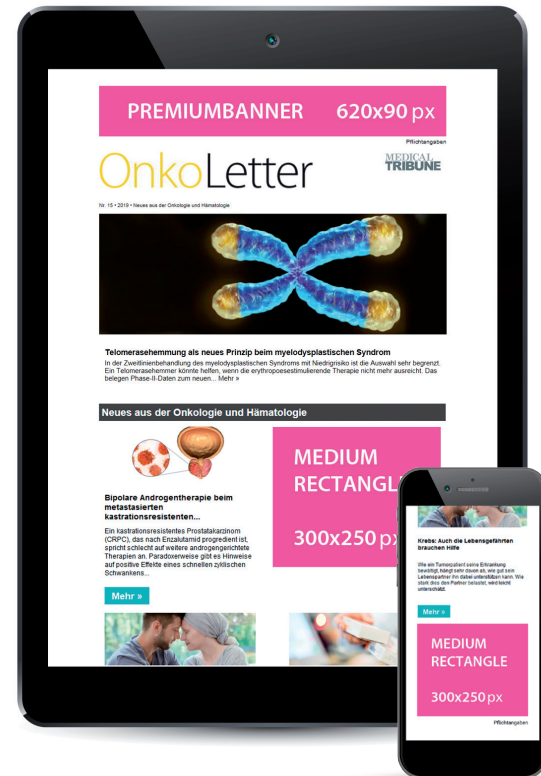 PREMIUMBANNER 620x90 px
Pflichtangaben
OnkoLetter
MEDICAL
TRIBUNE
Nr. 15 • 2019 • Neues aus der Onkologie und Hämatologie
Telomerasehemmung als neues Prinzip beim myelodysplastischen Syndrom
In der Zweitlinienbehandlung des myelodysplastischen Syndroms mit Niedrigrisiko ist die Auswahl sehr begrenzt.
Ein Telomerasehemmer könnte helfen, wenn die erythropoesestimulierende Therapie nicht mehr ausreicht. Das
belegen Phase-II-Daten zum neuen... Mehr »
Neues aus der Onkologie und Hämatologie
Bipolare Androgentherapie beim
metastasierten
kastrationsresistenten...
Ein kastrationsresistentes Prostatakarzinom
(CRPC), das nach Enzalutamid progredient ist,
spricht schlecht auf weitere androgengerichtete
Therapien an. Paradoxerweise gibt es Hinweise
auf positive Effekte eines schnellen zyklischen
Schwankens...
Mehr »
MEDIUM
RECTANGL
300x250 p
Krebs: Auch die Lebensgefährten
brauchen Hilfe
Wie ein Tumorpatient seine Erkrankung
bewältigt, hängt sehr davon ab, wie gut sein
Lebenspartner ihn dabei unterstützen kann. Wie
stark dies den Partner belastet, wird leicht
unterschätzt.
Mehr »
MEDIUM
RECTANGLE
300x250 px
Pflichtangaben